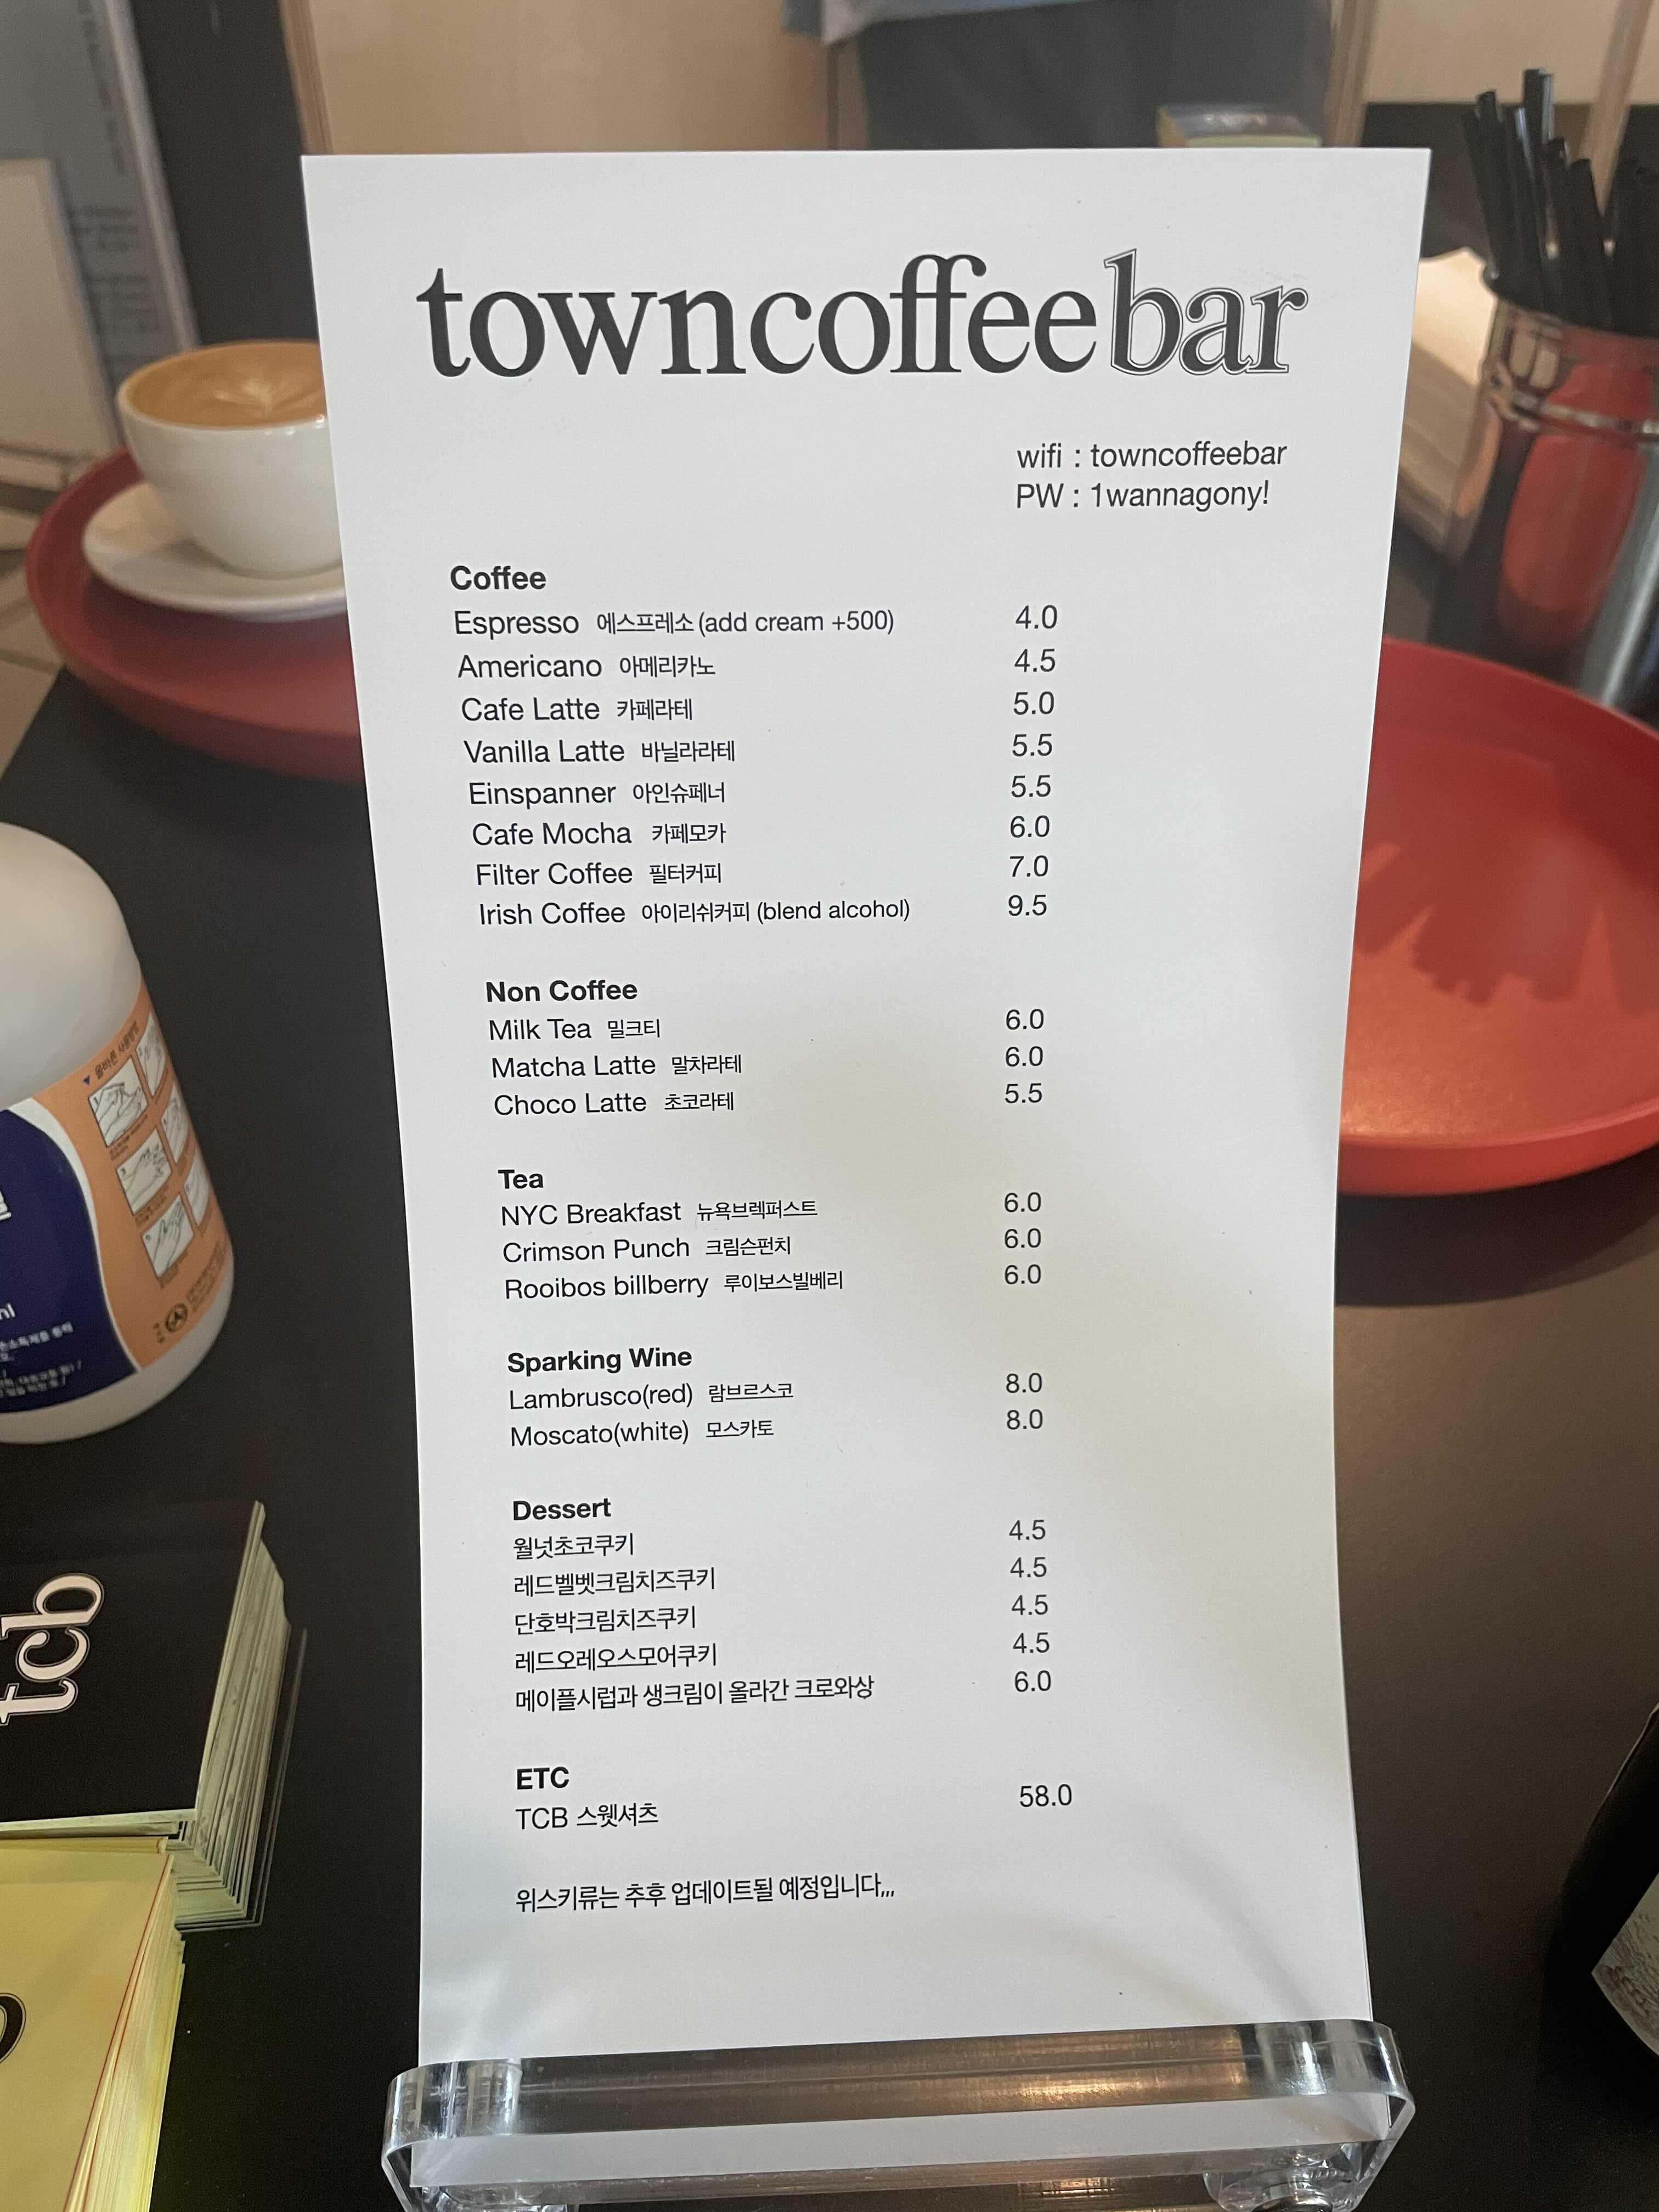 towncoffeebar
wifi : towncoffeebar
PW : 1wannagony!
Coffee
Espresso 에스프레소 (add cream +500) 4.0
Americano 아메리카노 4.5
Cafe Latte 카페라테 5.0
Vanilla Latte 바닐라라테 5.5
Einspanner 아인슈페너 5.5
Cafe Mocha 카페모카 6.0
Filter Coffee 필터커피 7.0
Irish Coffee 아이리쉬커피 (blend alcohol) 9.5
Non Coffee
Milk Tea 밀크티 6.0
Matcha Latte 말차라테 6.0
Choco Latte 초코라테 5.5
Tea
NYC Breakfast 뉴욕브렉퍼스트 6.0
Crimson Punch 크림슨펀치 6.0
Rooibos billberry 루이보스빌베리 6.0
Sparking Wine
Lambrusco(red) 람브르스코 8.0
Moscato(white) 모스카토 8.0
Dessert
월넛초코쿠키 4.5
레드벨벳크림치즈쿠키 4.5
단호박크림치즈쿠키 4.5
레드오레오스모어쿠키 4.5
메이플시럽과 생크림이 올라간 크로와상 6.0
ETC
TCB 스웻셔츠 58.0
위스키류는 추후 업데이트될 예정입니다,,,
올바른 사용방법
tcb